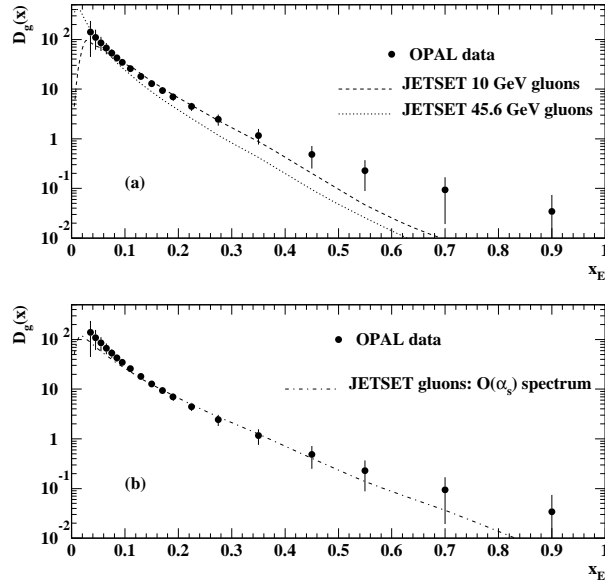 D_g(x)
10^2
10
1
10^-1
10^-2
OPAL data
JETSET 10 GeV gluons
JETSET 45.6 GeV gluons
(a)
0 0.1 0.2 0.3 0.4 0.5 0.6 0.7 0.8 0.9 1
x_E
D_g(x)
10^2
10
1
10^-1
10^-2
OPAL data
JETSET gluons: O(α_s) spectrum
(b)
0 0.1 0.2 0.3 0.4 0.5 0.6 0.7 0.8 0.9 1
x_E